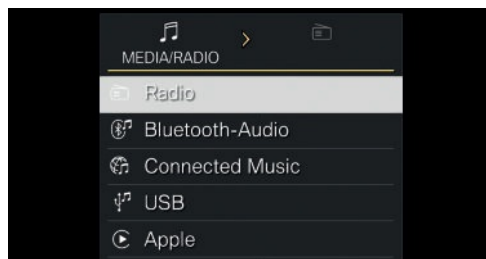 MEDIA/RADIO
Radio
Bluetooth-Audio
Connected Music
USB
Apple